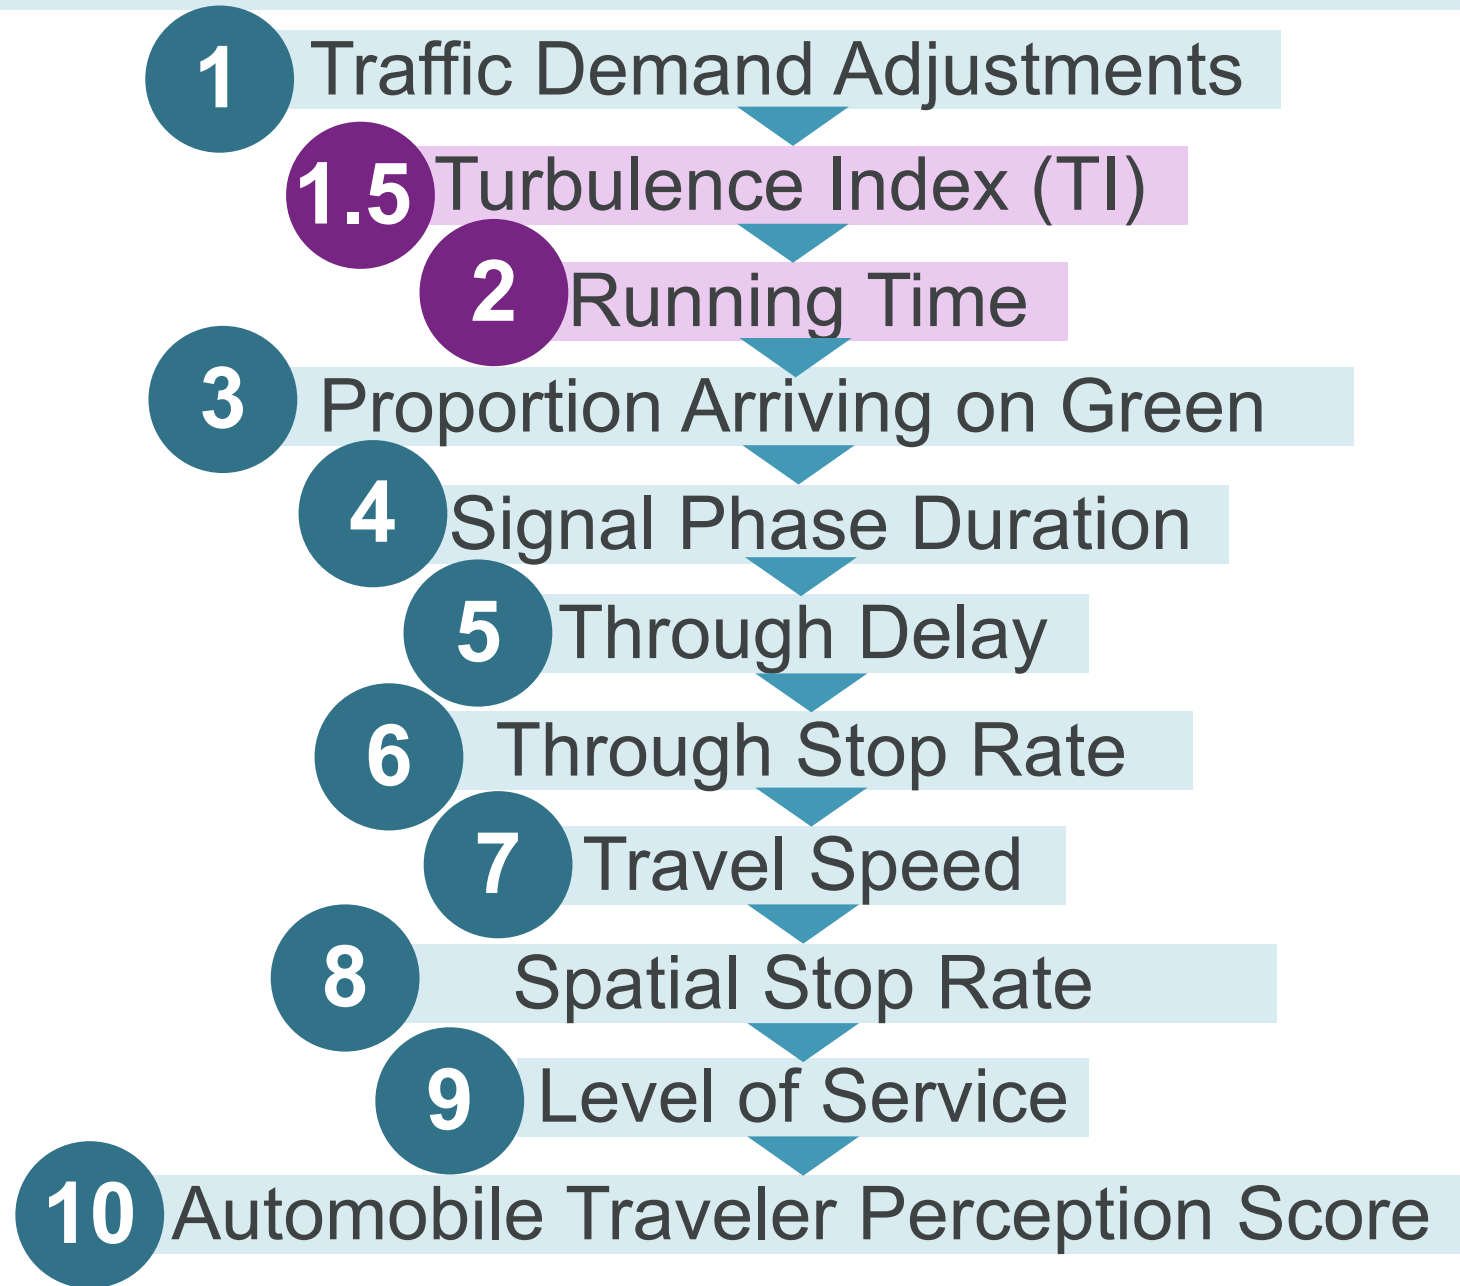 1 Traffic Demand Adjustments
1.5 Turbulence Index (TI)
2 Running Time
3 Proportion Arriving on Green
4 Signal Phase Duration
5 Through Delay
6 Through Stop Rate
7 Travel Speed
8 Spatial Stop Rate
9 Level of Service
10 Automobile Traveler Perception Score